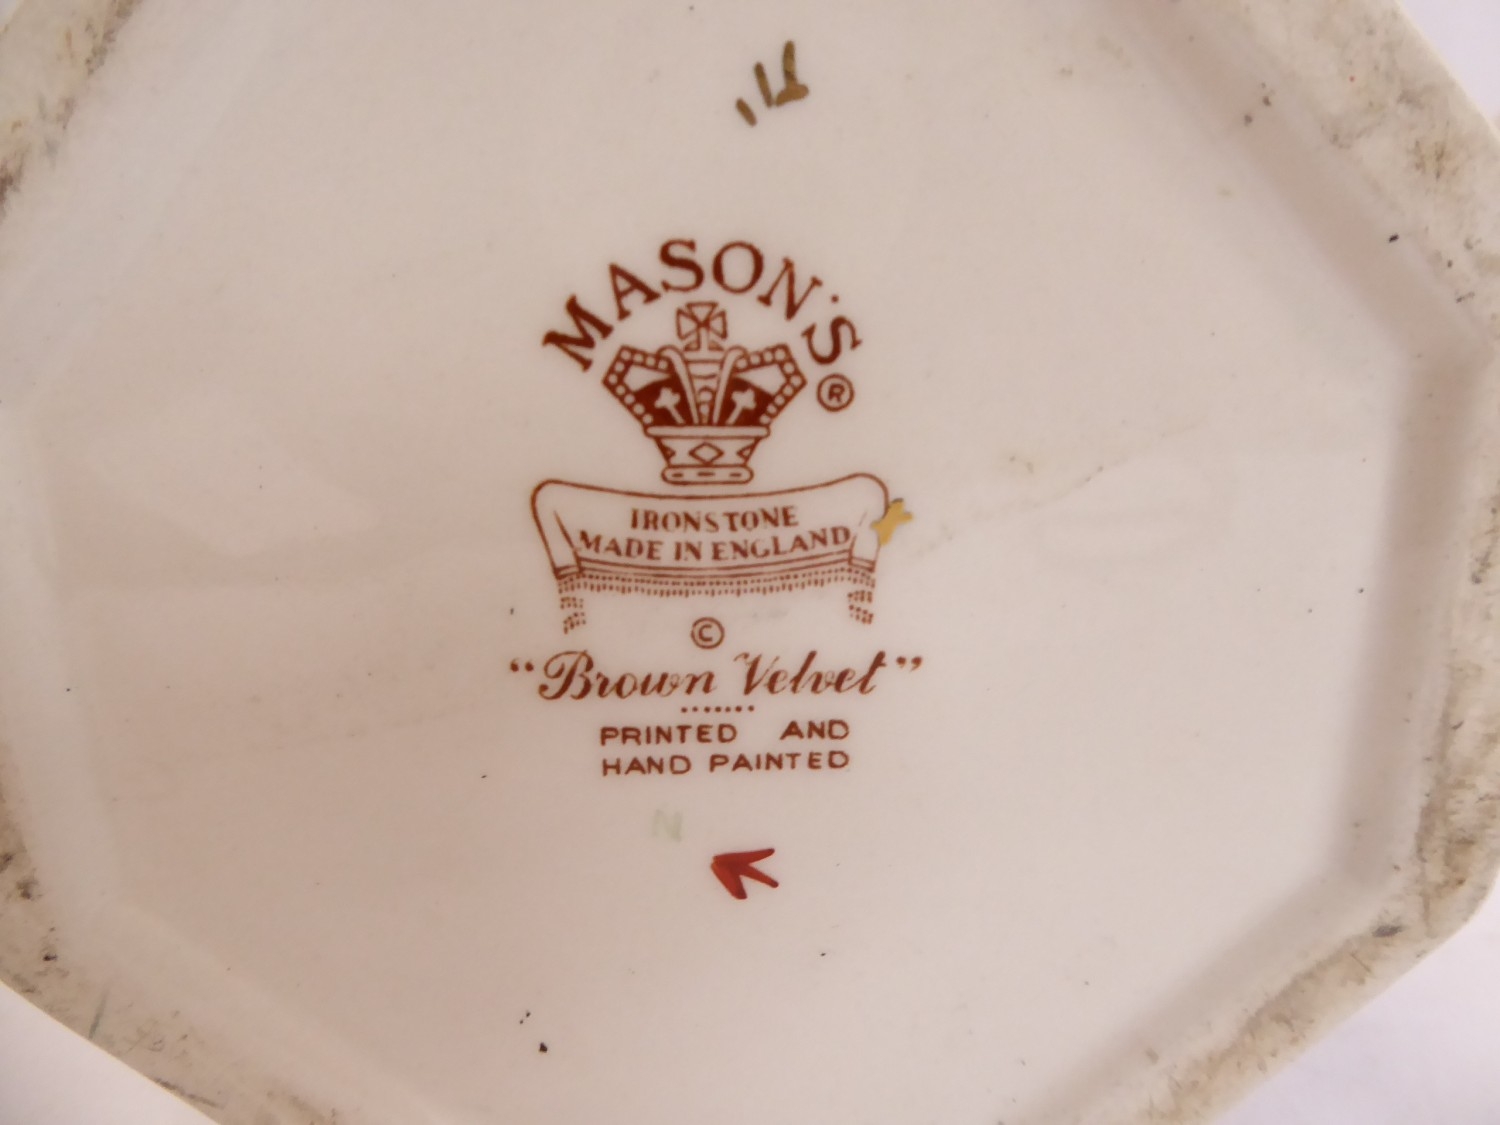 MASON'S ®
IRONSTONE
MADE IN ENGLAND
©
"Brown Velvet"
PRINTED AND
HAND PAINTED
N